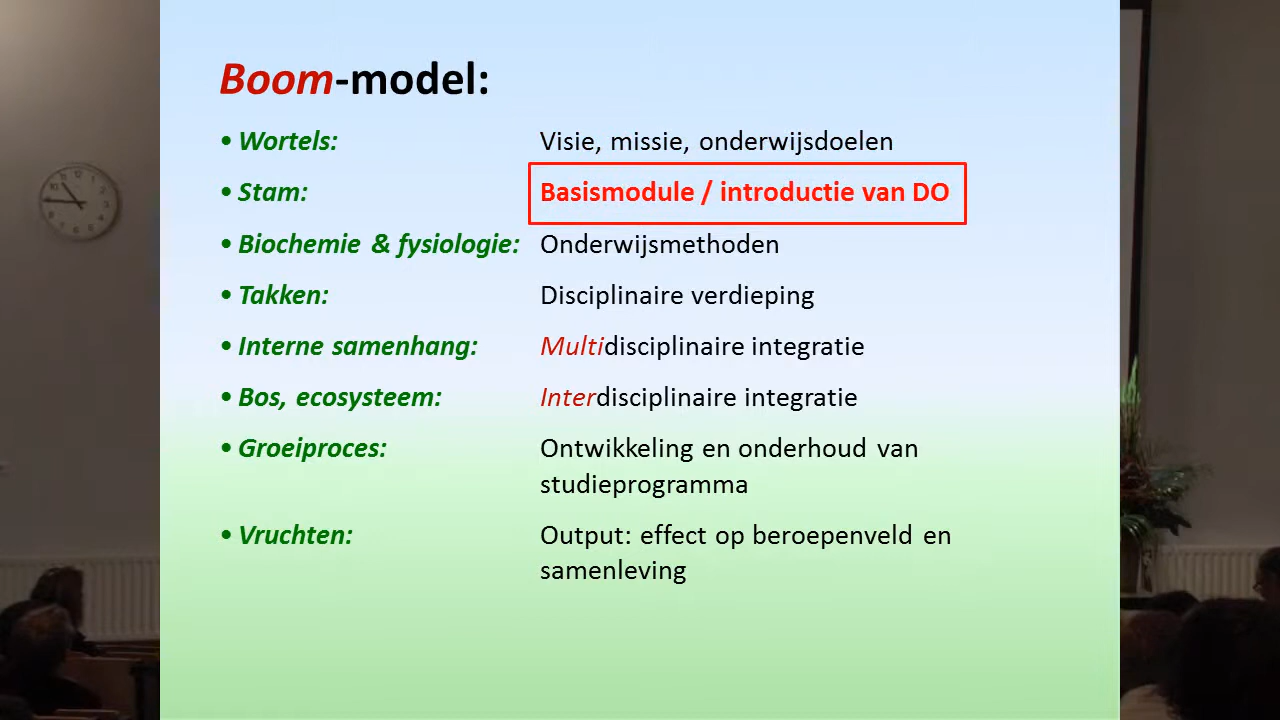 Boom-model:
• Wortels: Visie, missie, onderwijsdoelen
• Stam: Basismodule / introductie van DO
• Biochemie & fysiologie: Onderwijsmethoden
• Takken: Disciplinaire verdieping
• Interne samenhang: Multidisciplinaire integratie
• Bos, ecosysteem: Interdisciplinaire integratie
• Groeiproces: Ontwikkeling en onderhoud van
studieprogramma
• Vruchten: Output: effect op beroepenveld en
samenleving